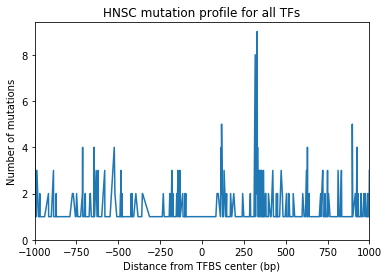 HNSC mutation profile for all TFs
Number of mutations
8
6
4
2
0
−1000 −750 −500 −250 0 250 500 750 1000
Distance from TFBS center (bp)